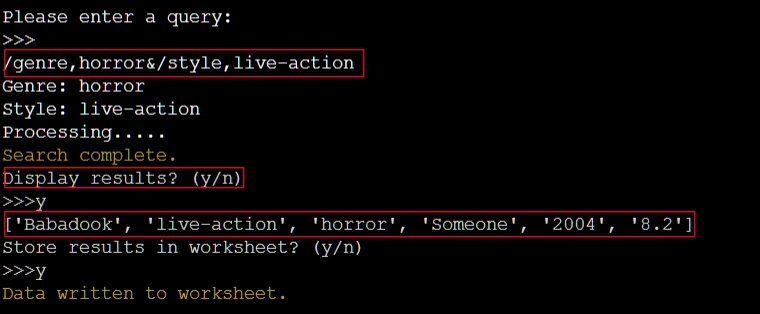 Please enter a query:
>>>
/genre,horror&/style,live-action
Genre: horror
Style: live-action
Processing.....
Search complete.
Display results? (y/n)
>>>y
['Babadook', 'live-action', 'horror', 'Someone', '2004', '8.2']
Store results in worksheet? (y/n)
>>>y
Data written to worksheet.